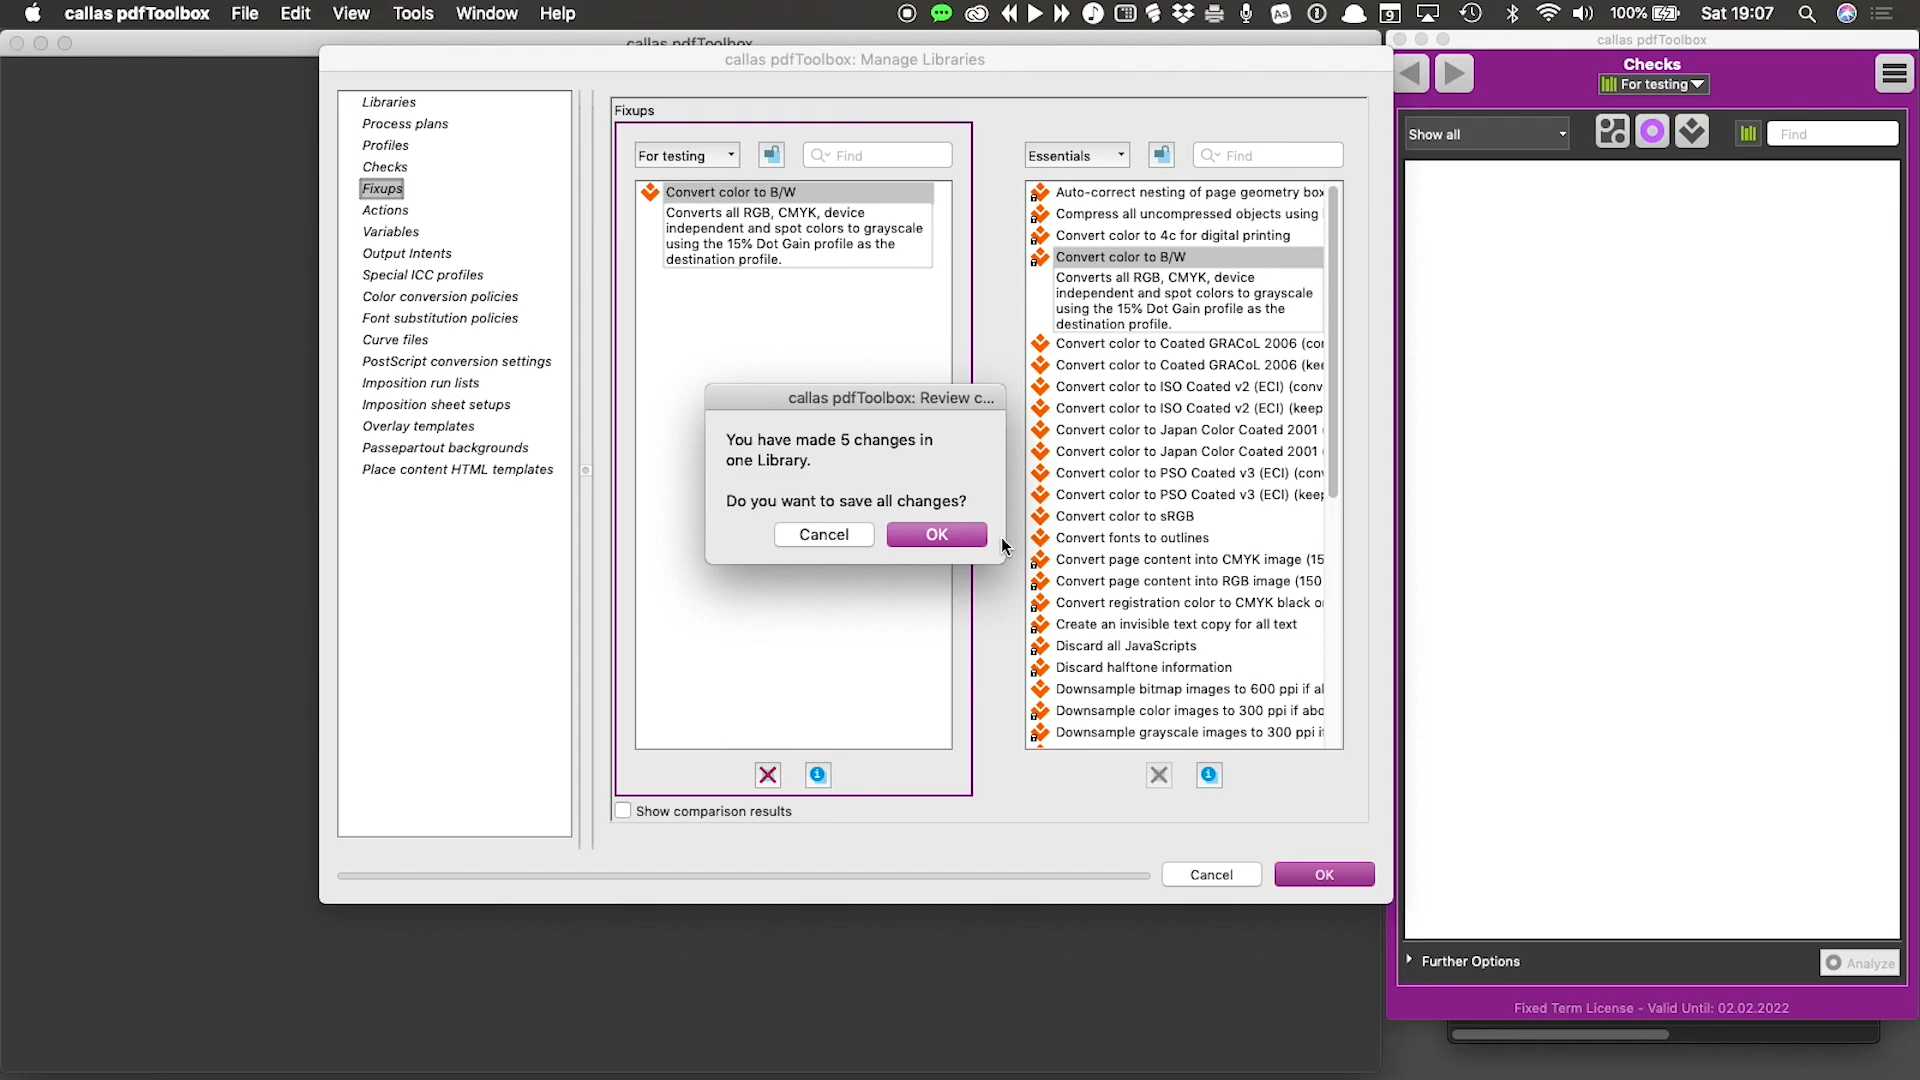 callas pdfToolbox File Edit View Tools Window Help
As 9 100% Sat 19:07
callas pdfToolbox
callas pdfToolbox: Manage Libraries
Libraries
Process plans
Profiles
Checks
Fixups
Actions
Variables
Output Intents
Special ICC profiles
Color conversion policies
Font substitution policies
Curve files
PostScript conversion settings
Imposition run lists
Imposition sheet setups
Overlay templates
Passepartout backgrounds
Place content HTML templates
Fixups
For testing
Find
Convert color to B/W
Converts all RGB, CMYK, device
independent and spot colors to grayscale
using the 15% Dot Gain profile as the
destination profile.
Show comparison results
Essentials
Find
Auto-correct nesting of page geometry box
Compress all uncompressed objects using
Convert color to 4c for digital printing
Convert color to B/W
Converts all RGB, CMYK, device
independent and spot colors to grayscale
using the 15% Dot Gain profile as the
destination profile.
Convert color to Coated GRACoL 2006 (cor
Convert color to Coated GRACoL 2006 (kee
Convert color to ISO Coated v2 (ECI) (conv
Convert color to ISO Coated v2 (ECI) (keep
Convert color to Japan Color Coated 2001
Convert color to Japan Color Coated 2001
Convert color to PSO Coated v3 (ECI) (conv
Convert color to PSO Coated v3 (ECI) (keep
Convert color to sRGB
Convert fonts to outlines
Convert page content into CMYK image (15
Convert page content into RGB image (150
Convert registration color to CMYK black o
Create an invisible text copy for all text
Discard all JavaScripts
Discard halftone information
Downsample bitmap images to 600 ppi if al
Downsample color images to 300 ppi if abo
Downsample grayscale images to 300 ppi if
Cancel OK
callas pdfToolbox: Review c...
You have made 5 changes in
one Library.
Do you want to save all changes?
Cancel OK
callas pdfToolbox
Checks
For testing
Show all
Find
Further Options
Analyze
Fixed Term License - Valid Until: 02.02.2022